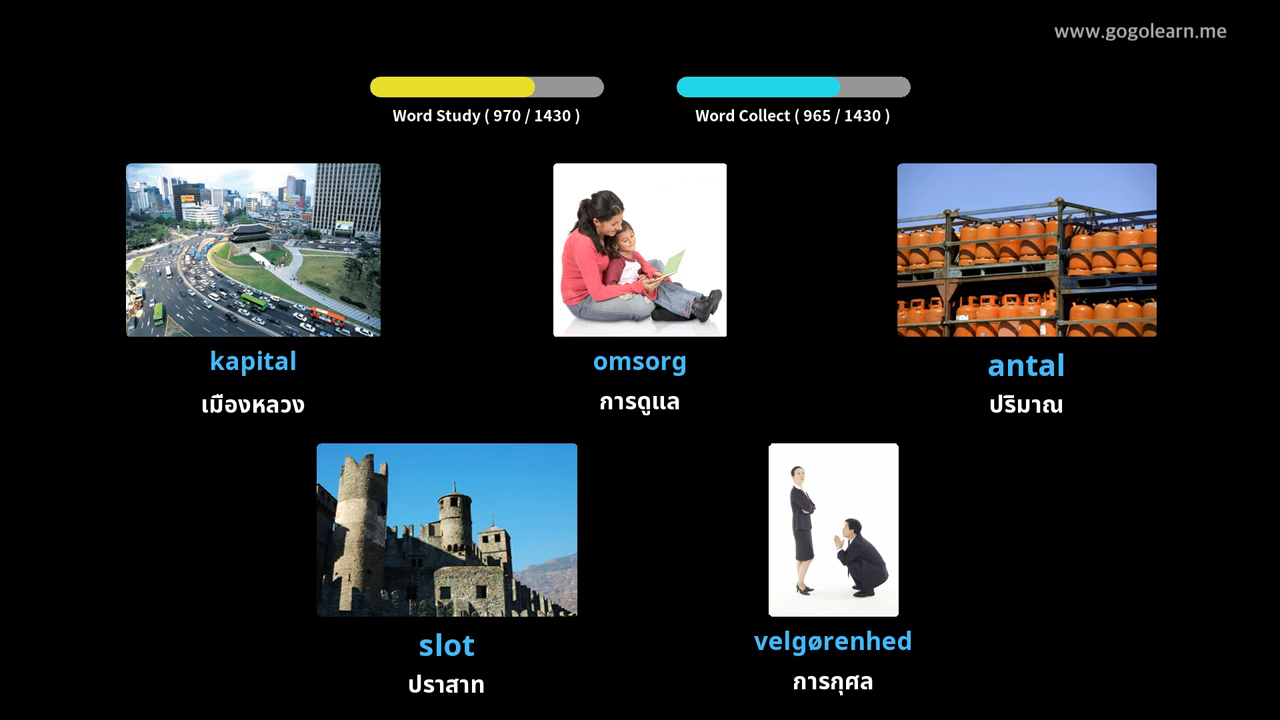 www.gogolearn.me
Word Study ( 970 / 1430 )
Word Collect ( 965 / 1430 )
kapital
omsorg
antal
เมืองหลวง
การดูแล
ปริมาณ
slot
velgørenhed
ปราสาท
การกุศล